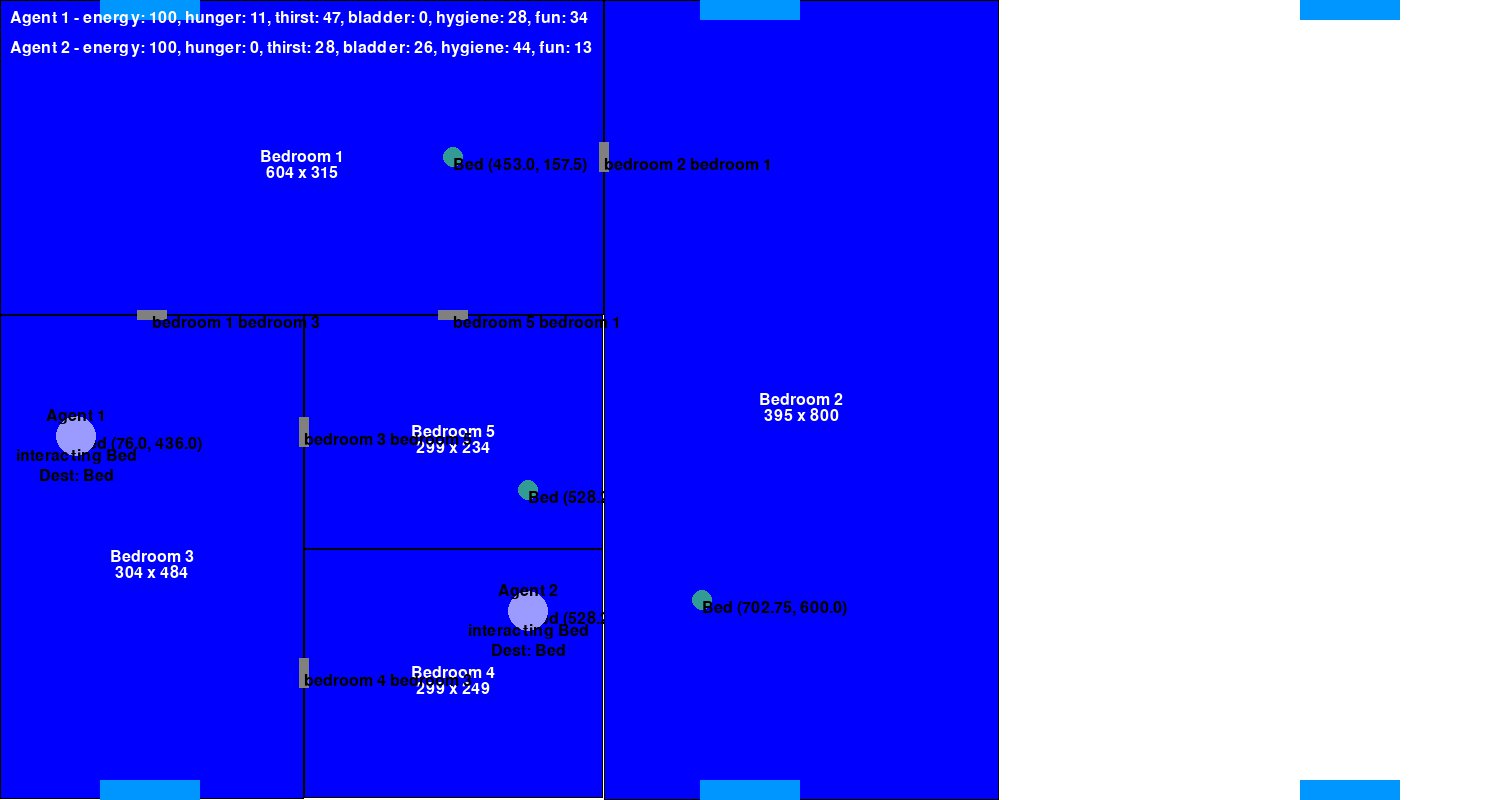 Agent 1 - energy: 100, hunger: 11, thirst: 47, bladder: 0, hygiene: 28, fun: 34
Agent 2 - energy: 100, hunger: 0, thirst: 28, bladder: 26, hygiene: 44, fun: 13
Bedroom 1
604 x 315
Bed (453.0, 157.5)
bedroom 2 bedroom 1
bedroom 1 bedroom 3
bedroom 5 bedroom 1
Bedroom 2
395 x 800
Agent 1
d (76.0, 436.0)
interacting Bed
Dest: Bed
Bedroom 5
299 x 234
bedroom 3 bedroom
Bed (528.2
Bedroom 3
304 x 484
Agent 2
d (528.2
interacting Bed
Dest: Bed
Bed (702.75, 600.0)
Bedroom 4
299 x 249
bedroom 4 bedroom 3